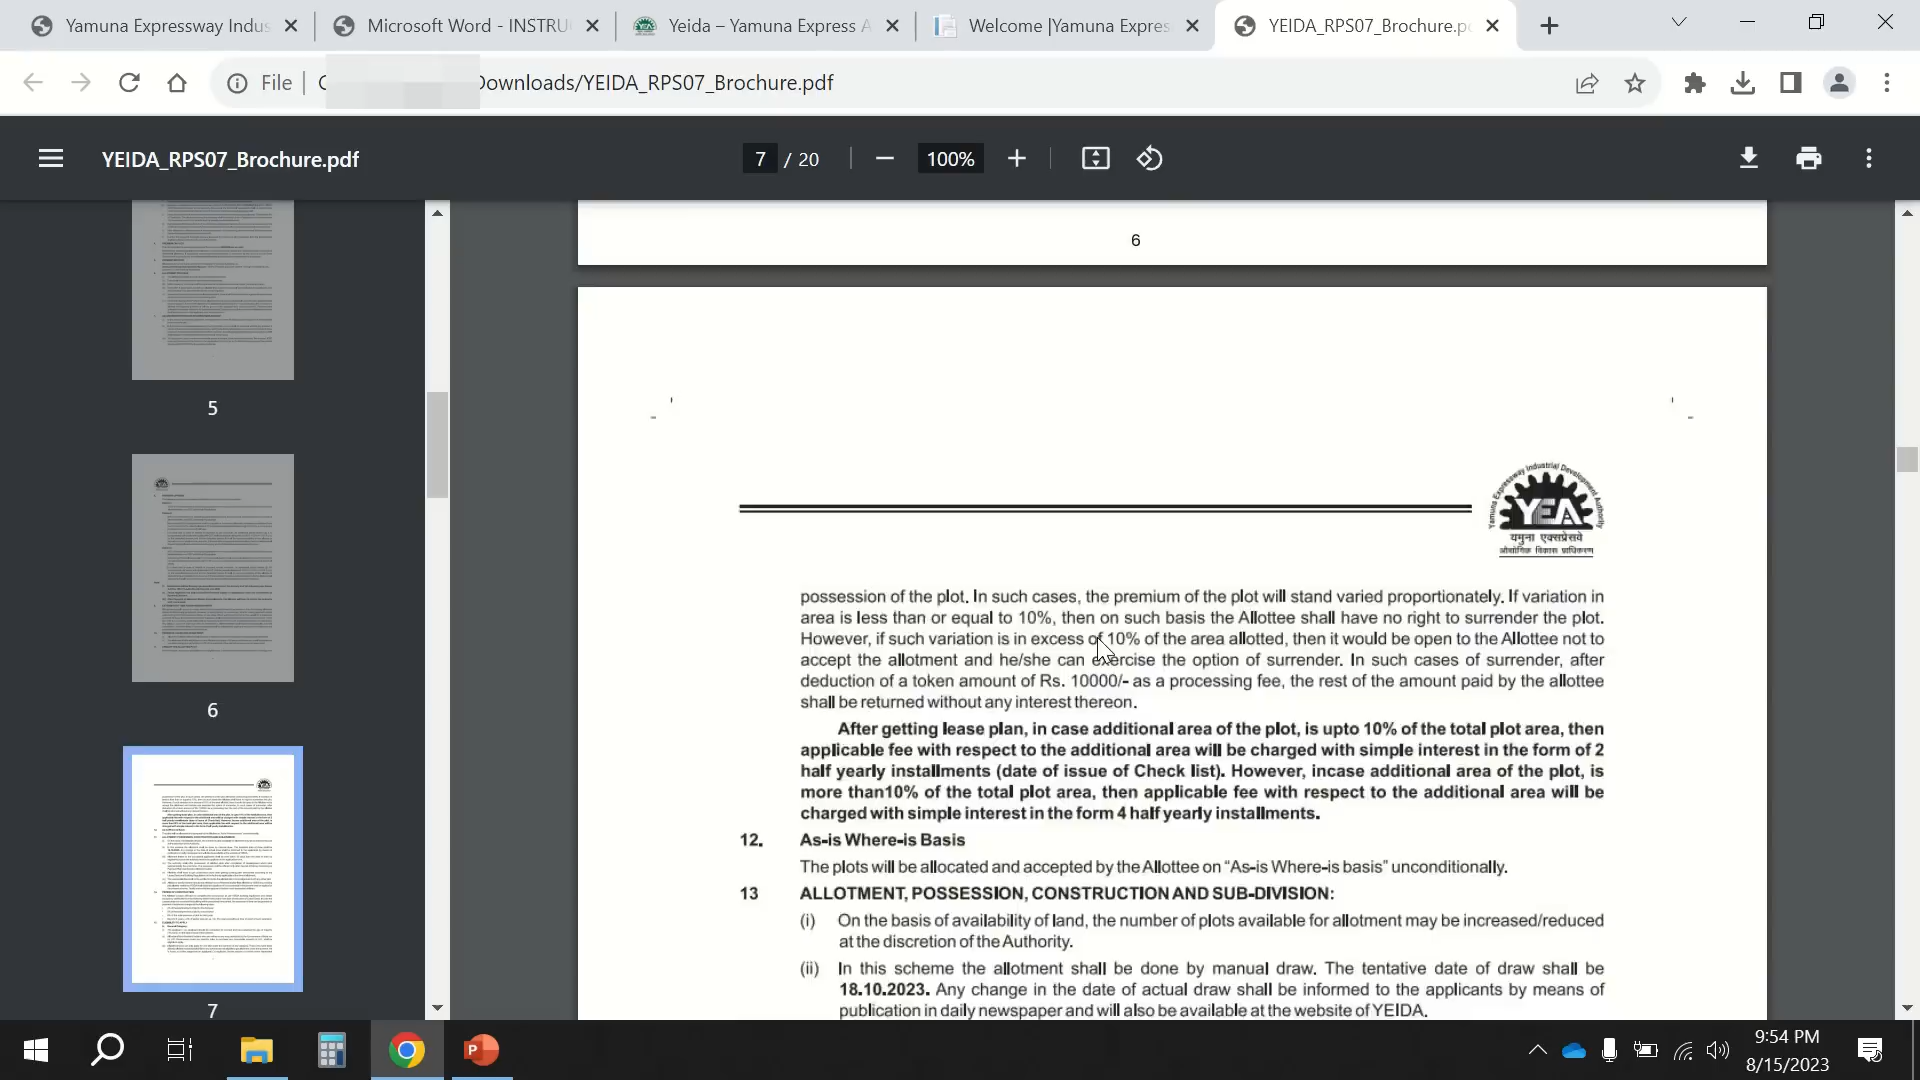 Yamuna Expressway Indus
Microsoft Word - INSTRU
Yeida – Yamuna Express A
Welcome |Yamuna Expres
YEIDA_RPS07_Brochure.p
File
Downloads/YEIDA_RPS07_Brochure.pdf
YEIDA_RPS07_Brochure.pdf
7 / 20
100%
5
6
7
6
Yamuna Expressway Industrial Development Authority
YEA
यमुना एक्सप्रेसवे
औद्योगिक विकास प्राधिकरण
possession of the plot. In such cases, the premium of the plot will stand varied proportionately. If variation in
area is less than or equal to 10%, then on such basis the Allottee shall have no right to surrender the plot.
However, if such variation is in excess of 10% of the area allotted, then it would be open to the Allottee not to
accept the allotment and he/she can exercise the option of surrender. In such cases of surrender, after
deduction of a token amount of Rs. 10000/- as a processing fee, the rest of the amount paid by the allottee
shall be returned without any interest thereon.
After getting lease plan, in case additional area of the plot, is upto 10% of the total plot area, then
applicable fee with respect to the additional area will be charged with simple interest in the form of 2
half yearly installments (date of issue of Check list). However, incase additional area of the plot, is
more than10% of the total plot area, then applicable fee with respect to the additional area will be
charged with simple interest in the form 4 half yearly installments.
12. As-is Where-is Basis
The plots will be allocated and accepted by the Allottee on "As-is Where-is basis" unconditionally.
13 ALLOTMENT, POSSESSION, CONSTRUCTION AND SUB-DIVISION:
(i) On the basis of availability of land, the number of plots available for allotment may be increased/reduced
at the discretion of the Authority.
(ii) In this scheme the allotment shall be done by manual draw. The tentative date of draw shall be
18.10.2023. Any change in the date of actual draw shall be informed to the applicants by means of
publication in daily newspaper and will also be available at the website of YEIDA.
9:54 PM
8/15/2023